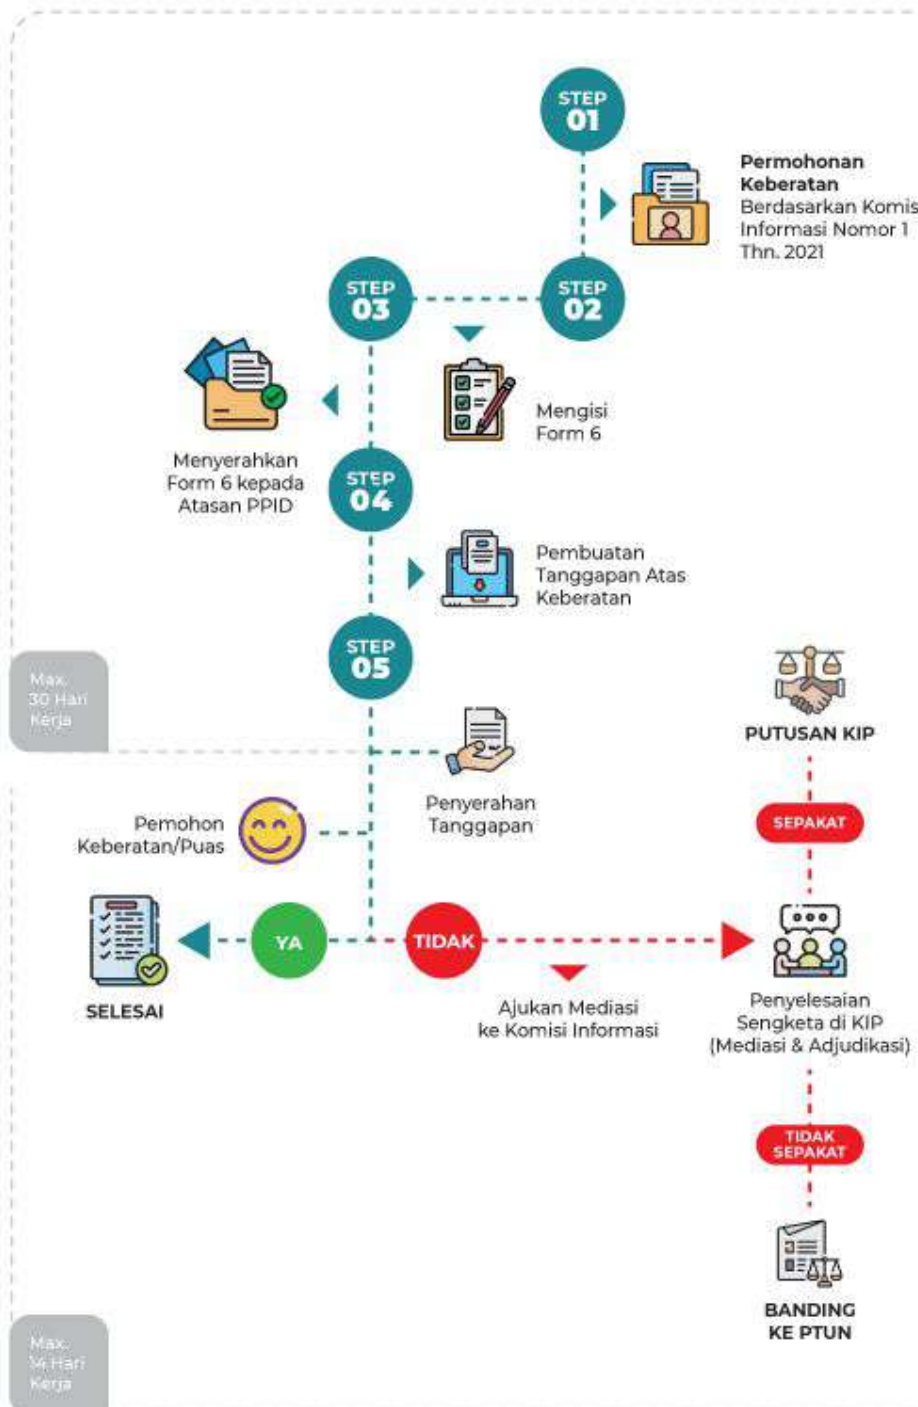 STEP
01
Permohonan
Keberatan
Berdasarkan Komis
Informasi Nomor 1
Thn. 2021
STEP
02
STEP
03
Mengisi
Form 6
Menyerahkan
Form 6 kepada
Atasan PPID
STEP
04
Pembuatan
Tanggapan Atas
Keberatan
STEP
05
Max.
30 Hari
Kerja
Penyerahan
Tanggapan
Pemohon
Keberatan/Puas
YA
SELESAI
TIDAK
Ajukan Mediasi
ke Komisi Informasi
PUTUSAN KIP
SEPAKAT
Penyelesaian
Sengketa di KIP
(Mediasi & Adjudikasi)
TIDAK
SEPAKAT
BANDING
KE PTUN
Max.
14 Hari
Kerja